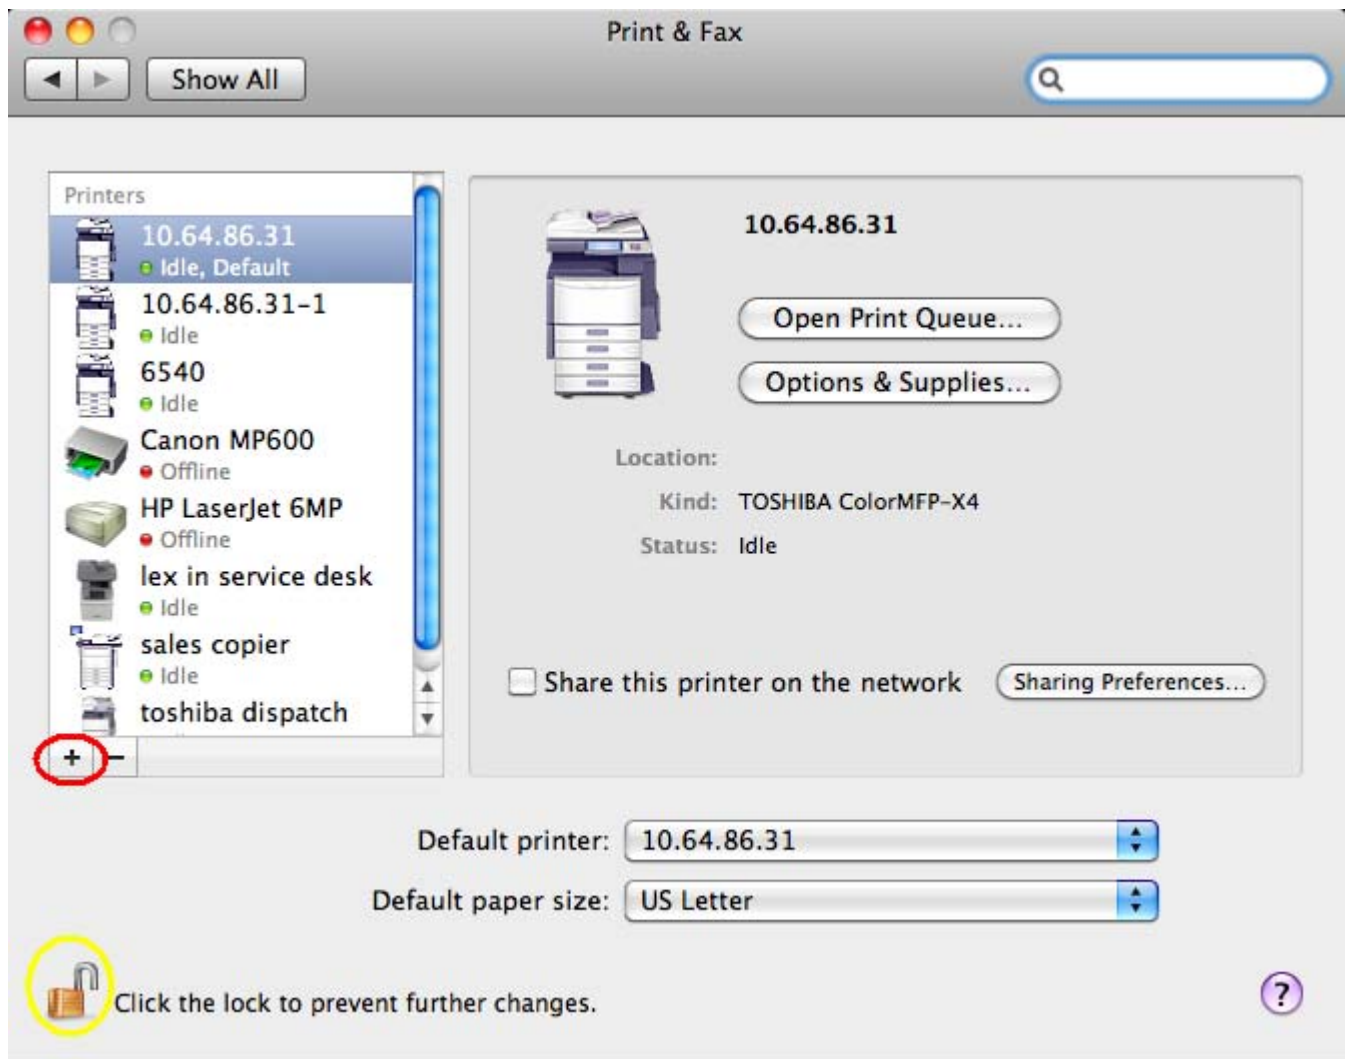 Print & Fax
Show All
Printers
10.64.86.31
Idle, Default
10.64.86.31-1
Idle
6540
Idle
Canon MP600
Offline
HP LaserJet 6MP
Offline
lex in service desk
Idle
sales copier
Idle
toshiba dispatch
+ −
10.64.86.31
Open Print Queue...
Options & Supplies...
Location:
Kind: TOSHIBA ColorMFP-X4
Status: Idle
Share this printer on the network
Sharing Preferences...
Default printer: 10.64.86.31
Default paper size: US Letter
Click the lock to prevent further changes.
?